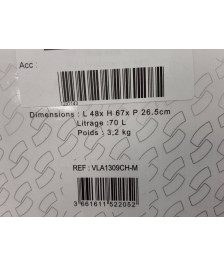 Acc :
Dimensions : L 48x H 67x P 26.5cm
Litrage :70 L
Poids : 3,2 kg
REF : VLA1309CH-M
3 661611 522052